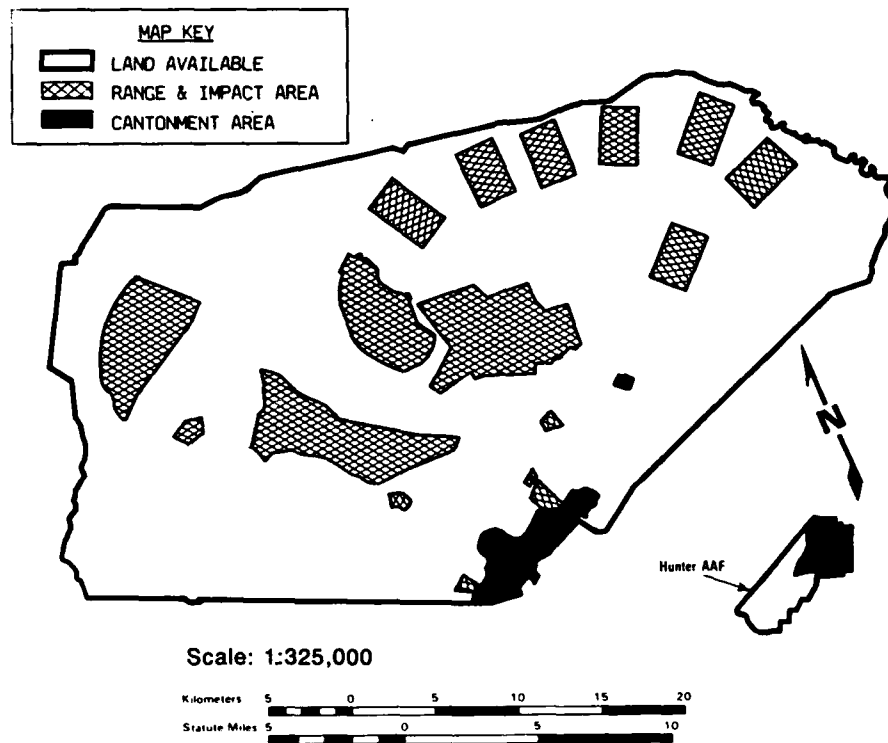 MAP KEY
LAND AVAILABLE
RANGE & IMPACT AREA
CANTONMENT AREA
N
Hunter AAF
Scale: 1:325,000
Kilometers 5 0 5 10 15 20
Statute Miles 5 0 5 10